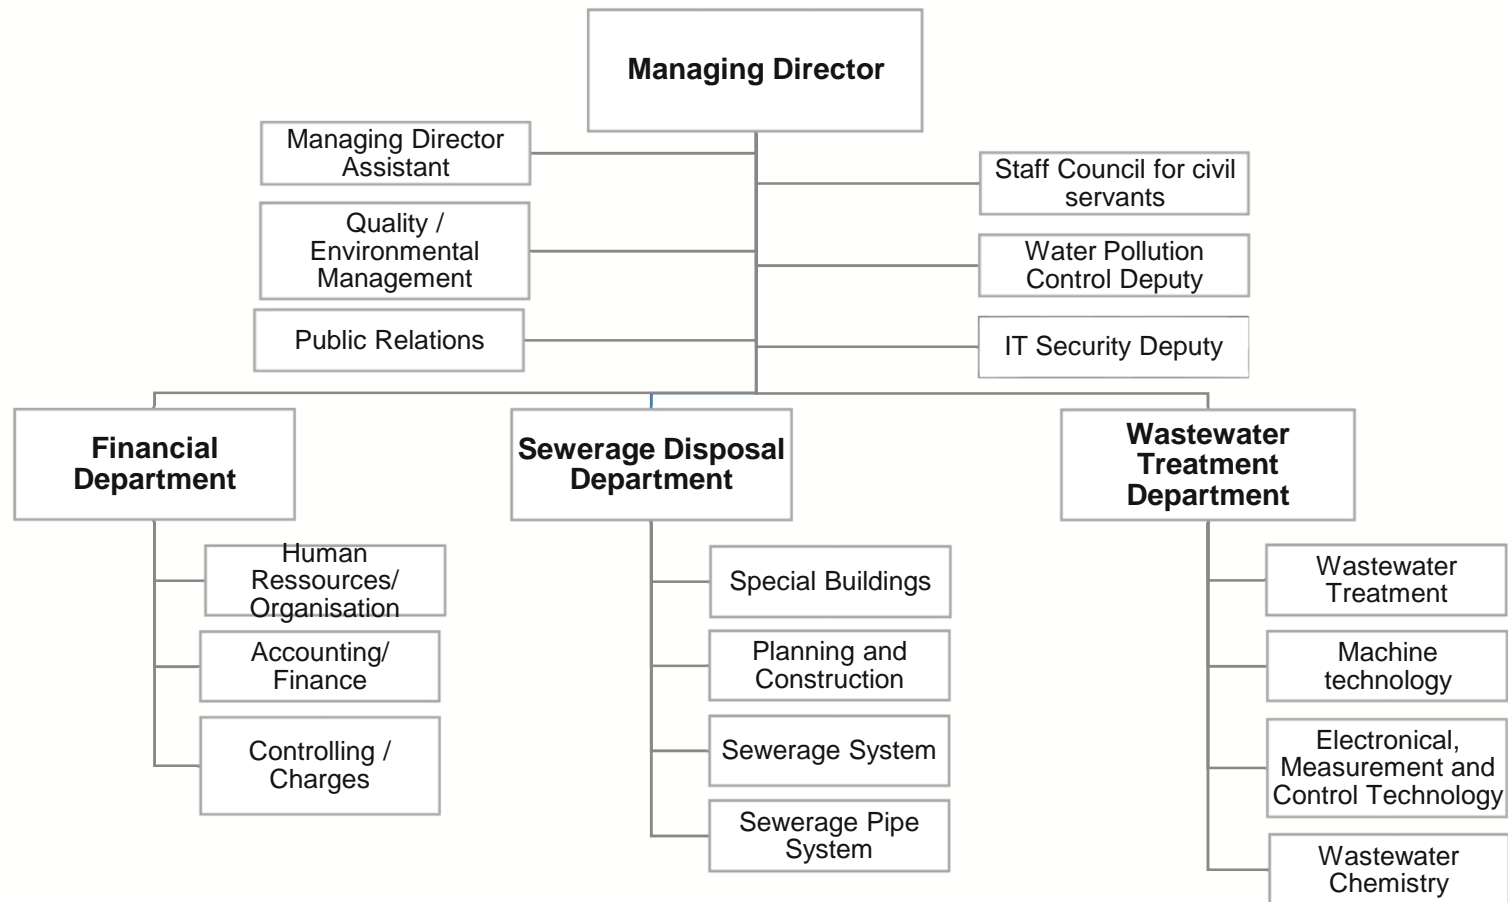 Managing Director
Managing Director
Assistant
Staff Council for civil
servants
Quality /
Environmental
Management
Water Pollution
Control Deputy
Public Relations
IT Security Deputy
Financial
Department
Sewerage Disposal
Department
Wastewater
Treatment
Department
Human
Ressources/
Organisation
Accounting/
Finance
Controlling /
Charges
Special Buildings
Planning and
Construction
Sewerage System
Sewerage Pipe
System
Wastewater
Treatment
Machine
technology
Electronical,
Measurement and
Control Technology
Wastewater
Chemistry